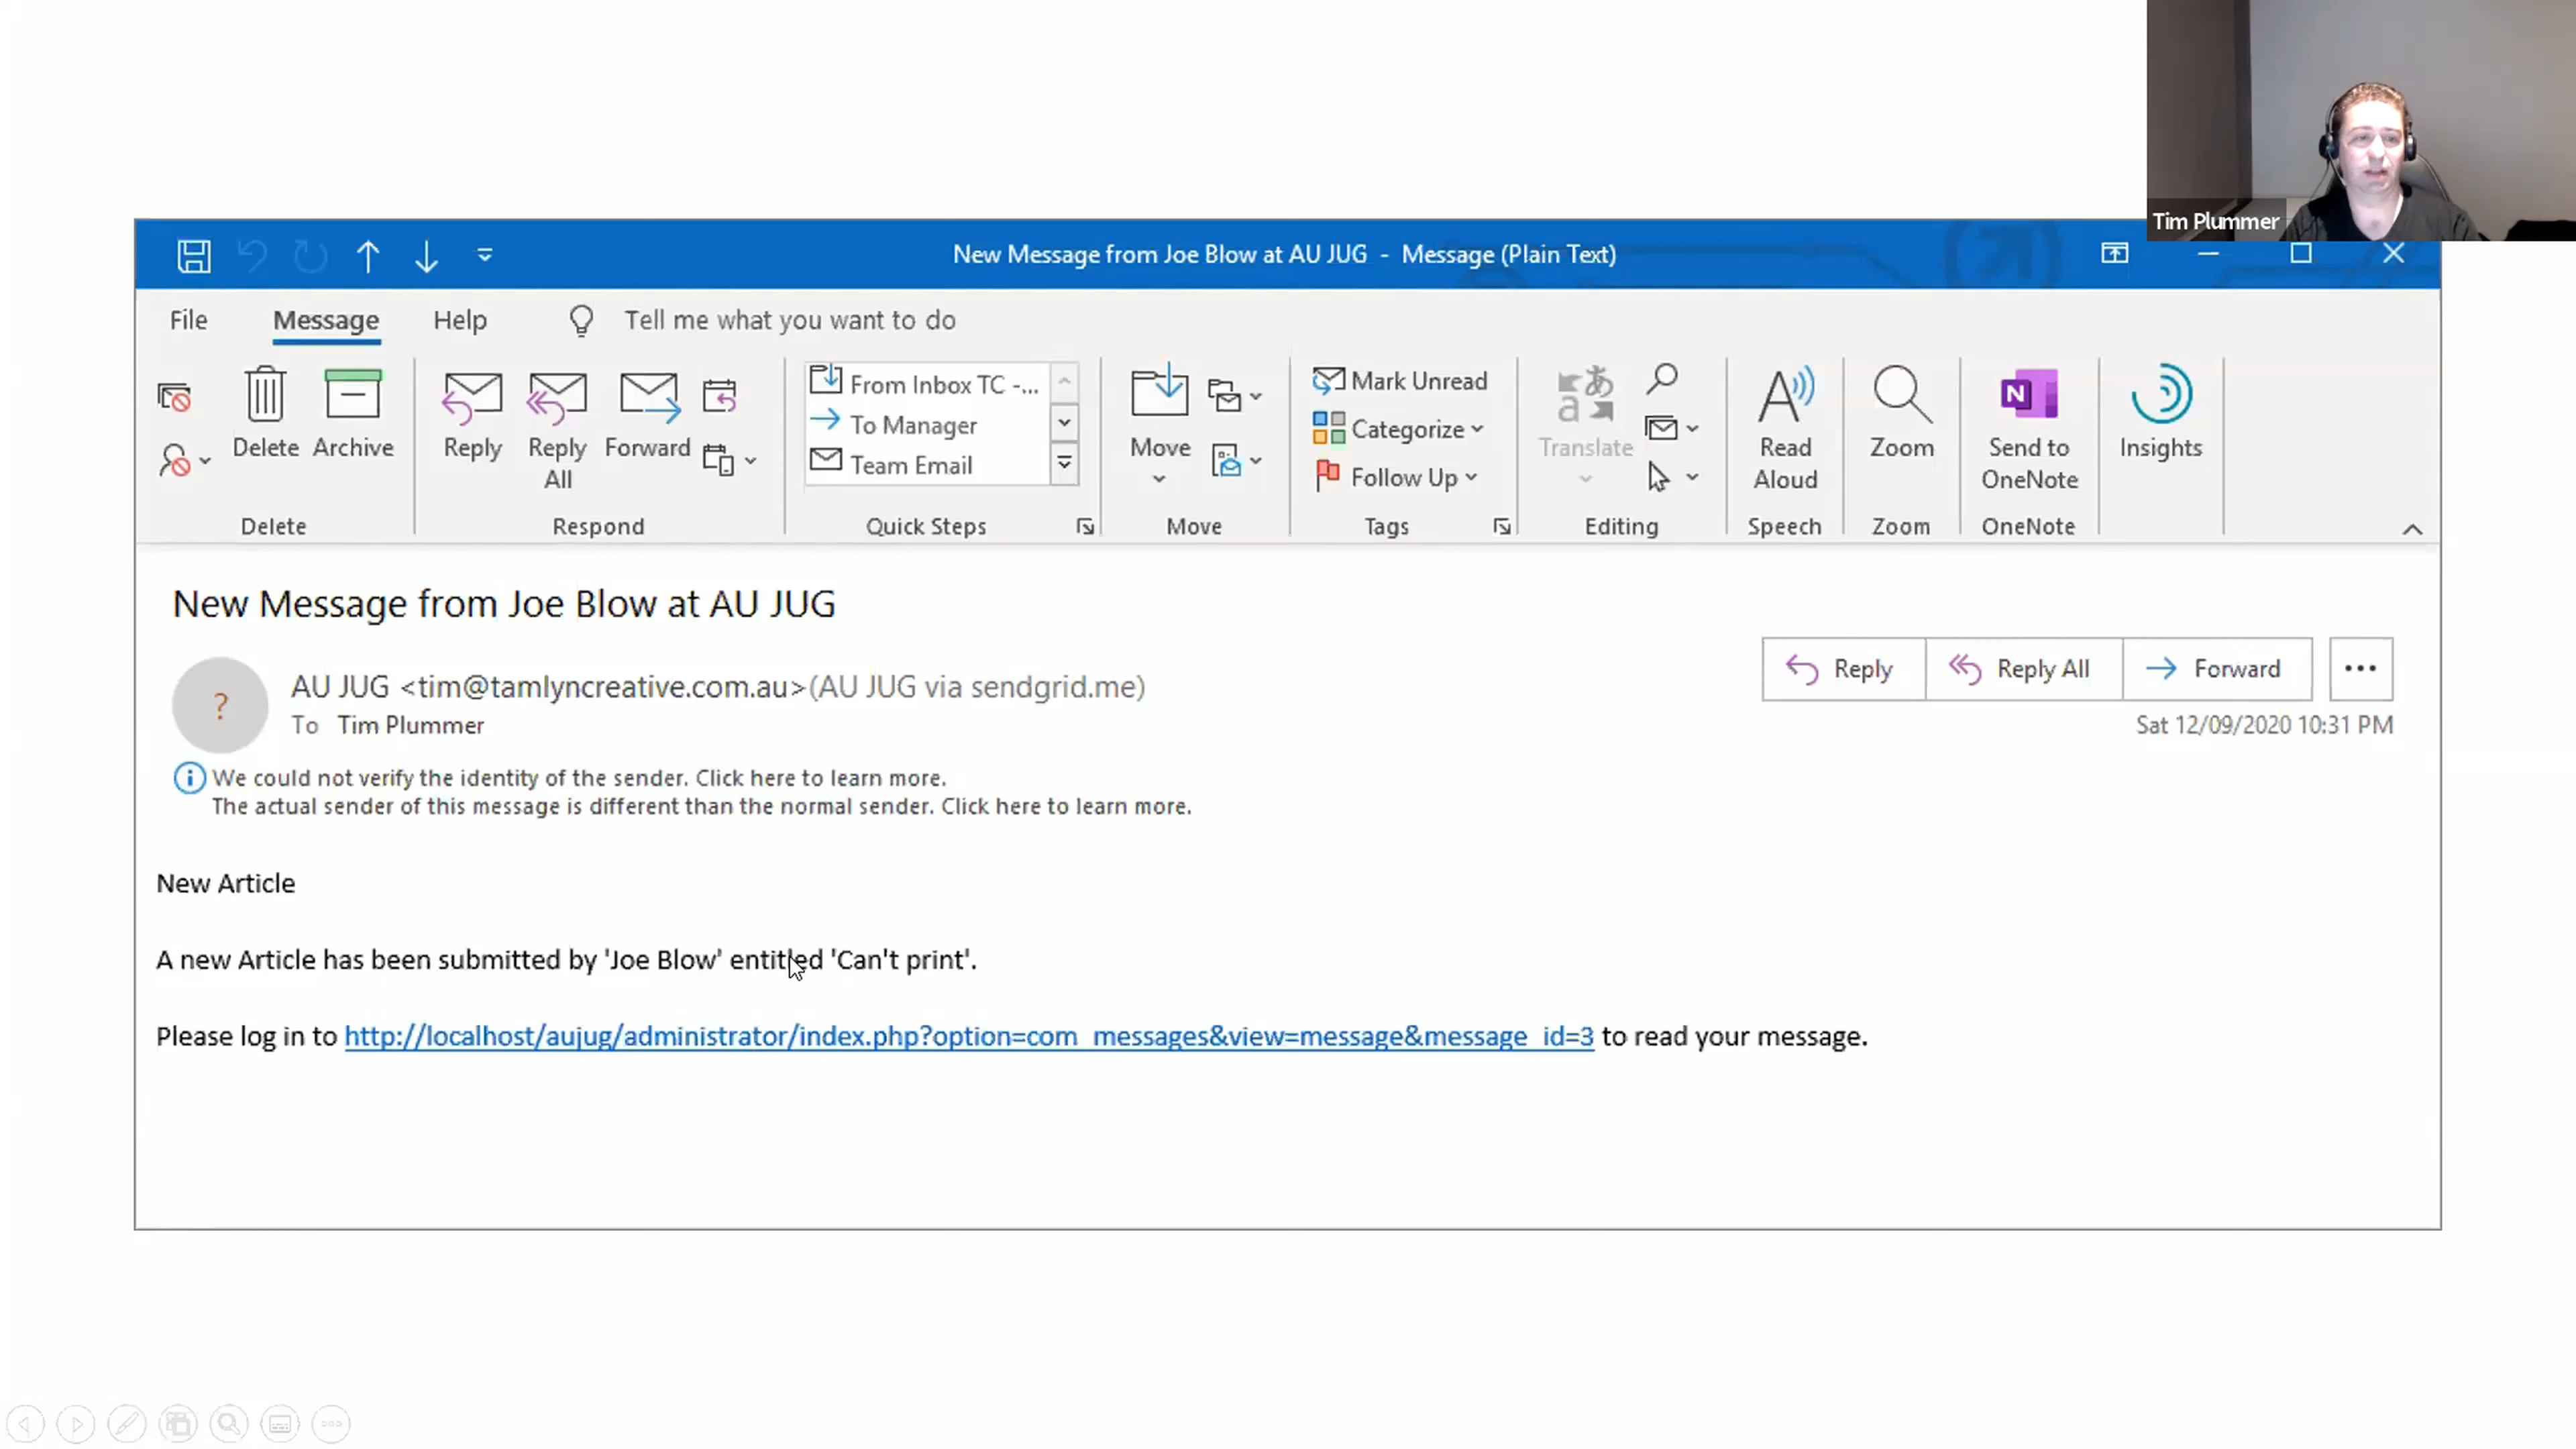 Tim Plummer
New Message from Joe Blow at AU JUG - Message (Plain Text)
File Message Help Tell me what you want to do
Delete Archive Reply Reply All Forward
From Inbox TC -...
To Manager
Team Email
Move
Mark Unread
Categorize
Follow Up
Translate
Read Aloud
Zoom
N
Send to OneNote
Insights
Delete Respond Quick Steps Move Tags Editing Speech Zoom OneNote
New Message from Joe Blow at AU JUG
Reply Reply All Forward
?
AU JUG <tim@tamlyncreative.com.au>(AU JUG via sendgrid.me)
To Tim Plummer
Sat 12/09/2020 10:31 PM
We could not verify the identity of the sender. Click here to learn more.
The actual sender of this message is different than the normal sender. Click here to learn more.
New Article
A new Article has been submitted by 'Joe Blow' entitled 'Can't print'.
Please log in to http://localhost/aujug/administrator/index.php?option=com_messages&view=message&message_id=3 to read your message.